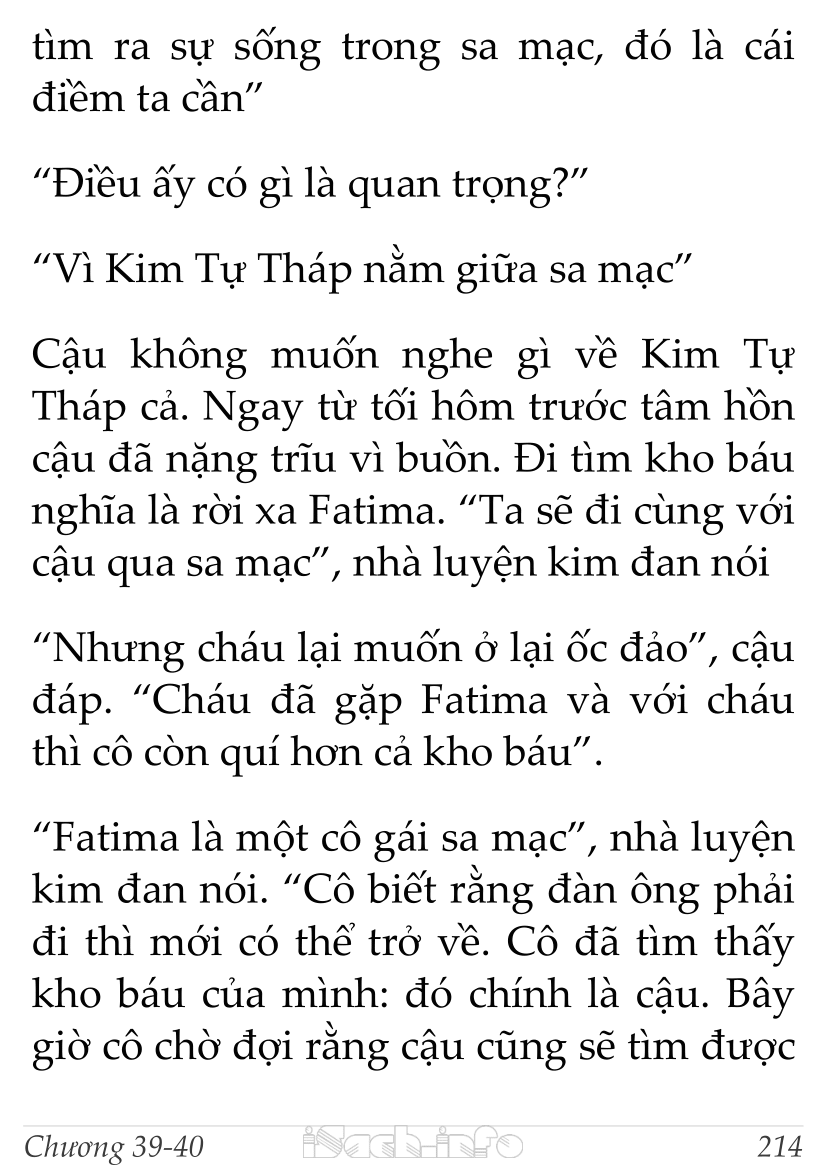 tìm ra sự sống trong sa mạc, đó là cái
điềm ta cần”
“Điều ấy có gì là quan trọng?”
“Vì Kim Tự Tháp nằm giữa sa mạc”
Cậu không muốn nghe gì về Kim Tự
Tháp cả. Ngay từ tối hôm trước tâm hồn
cậu đã nặng trĩu vì buồn. Đi tìm kho báu
nghĩa là rời xa Fatima. “Ta sẽ đi cùng với
cậu qua sa mạc”, nhà luyện kim đan nói
“Nhưng cháu lại muốn ở lại ốc đảo”, cậu
đáp. “Cháu đã gặp Fatima và với cháu
thì cô còn quí hơn cả kho báu”.
“Fatima là một cô gái sa mạc”, nhà luyện
kim đan nói. “Cô biết rằng đàn ông phải
đi thì mới có thể trở về. Cô đã tìm thấy
kho báu của mình: đó chính là cậu. Bây
giờ cô chờ đợi rằng cậu cũng sẽ tìm được
Chương 39-40 iSach.info 214